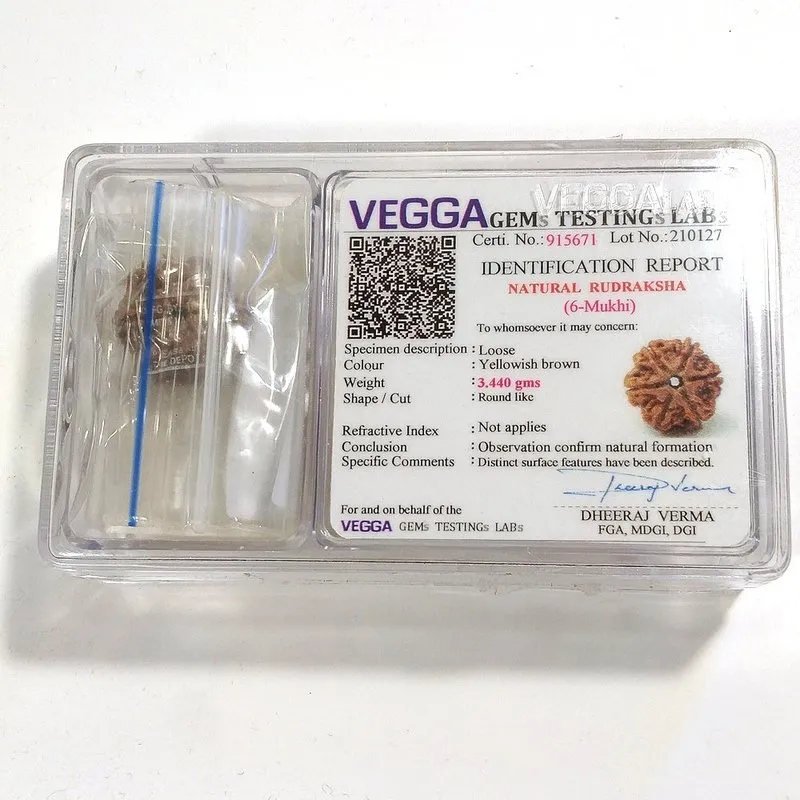 VEGGA GEMs TESTINGs LABs
Certi. No.: 915671 Lot No.:210127
IDENTIFICATION REPORT
NATURAL RUDRAKSHA
(6-Mukhi)
To whomsoever it may concern:
Specimen description : Loose
Colour : Yellowish brown
Weight : 3.440 gms
Shape / Cut : Round like
Refractive Index : Not applies
Conclusion : Observation confirm natural formation
Specific Comments : Distinct surface features have been described.
Dheeraj Verma
For and on behalf of the
VEGGA GEMs TESTINGs LABs
DHEERAJ VERMA
FGA, MDGI, DGI
DEPO